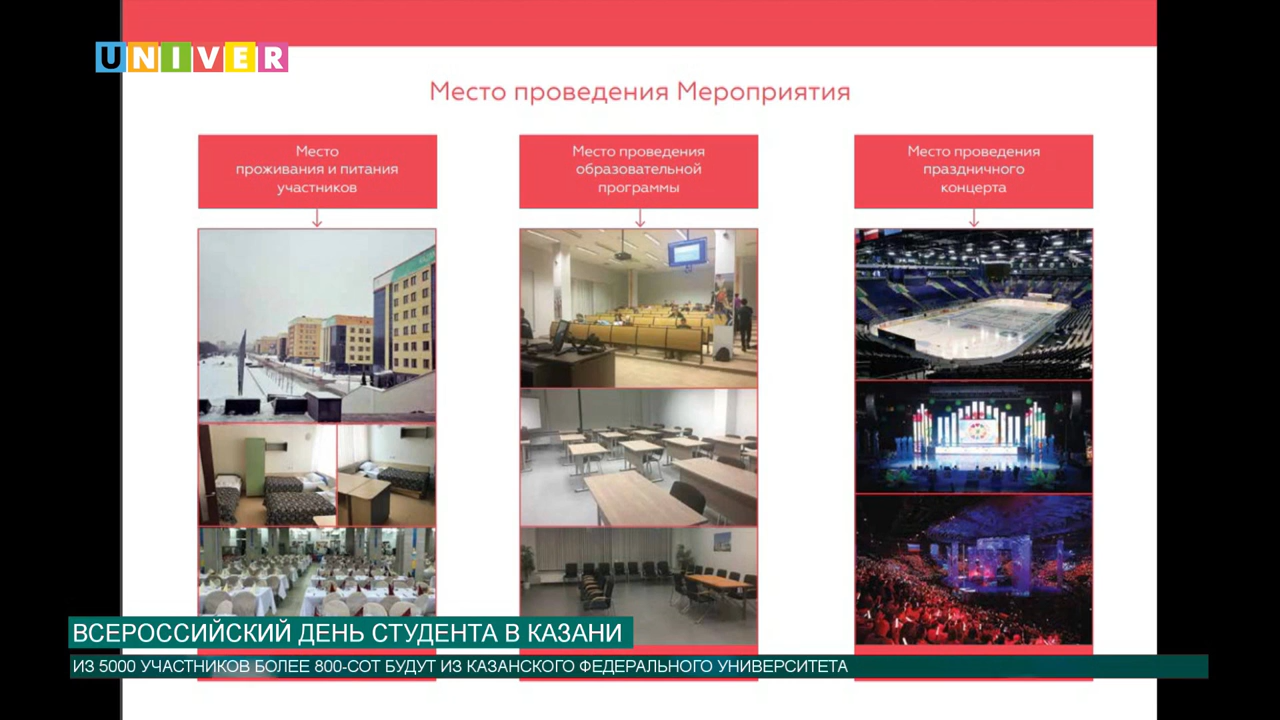 UNIVER
Место проведения Мероприятия
Место
проживания и питания
участников
Место проведения
образовательной
программы
Место проведения
праздничного
концерта
ВСЕРОССИЙСКИЙ ДЕНЬ СТУДЕНТА В КАЗАНИ
ИЗ 5000 УЧАСТНИКОВ БОЛЕЕ 800-СОТ БУДУТ ИЗ КАЗАНСКОГО ФЕДЕРАЛЬНОГО УНИВЕРСИТЕТА